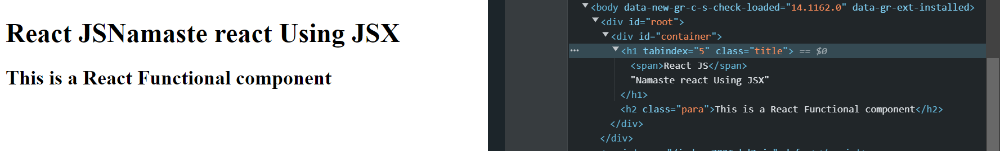 React JSNamaste react Using JSX
This is a React Functional component
<body data-new-gr-c-s-check-loaded="14.1162.0" data-gr-ext-installed>
<div id="root">
<div id="container">
<h1 tabindex="5" class="title"> == $0
<span>React JS</span>
"Namaste react Using JSX"
</h1>
<h2 class="para">This is a React Functional component</h2>
</div>
</div>